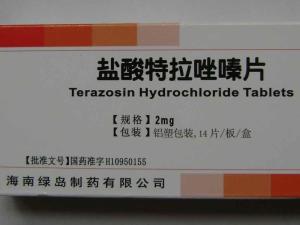 盐酸特拉唑嗪片
Terazosin Hydrochloride Tablets
【规格】2mg
【包装】铝塑包装,14片/板/盒
【批准文号】国药准字H10950155
海南绿岛制药有限公司